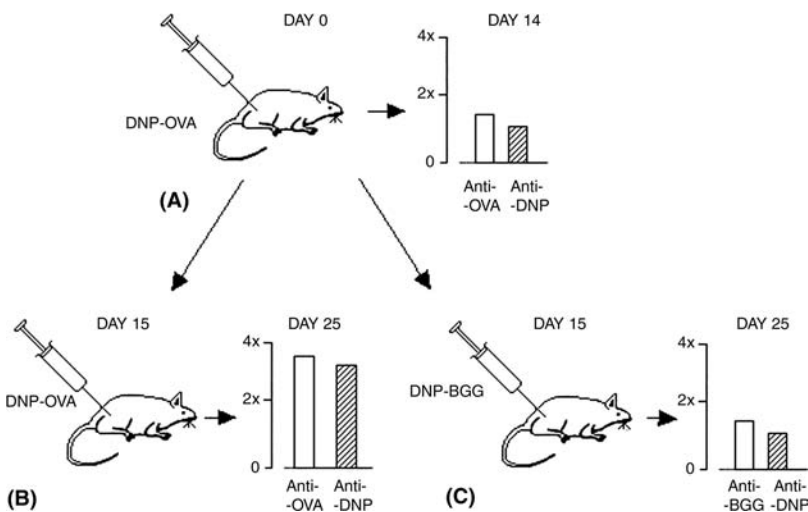 DAY 0
DAY 14
4x
2x
0
DNP-OVA
Anti- Anti-
-OVA -DNP
(A)
DAY 15
DAY 25
4x
2x
0
DNP-OVA
Anti- Anti-
-OVA -DNP
(B)
DAY 15
DAY 25
4x
2x
0
DNP-BGG
Anti- Anti-
-BGG -DNP
(C)